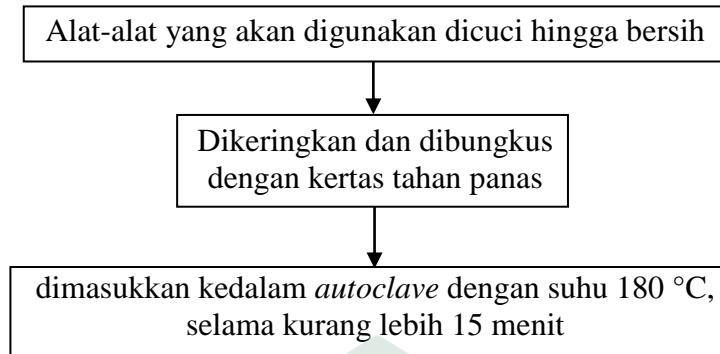 Alat-alat yang akan digunakan dicuci hingga bersih
Dikeringkan dan dibungkus
dengan kertas tahan panas
dimasukkan kedalam autoclave dengan suhu 180 °C,
selama kurang lebih 15 menit